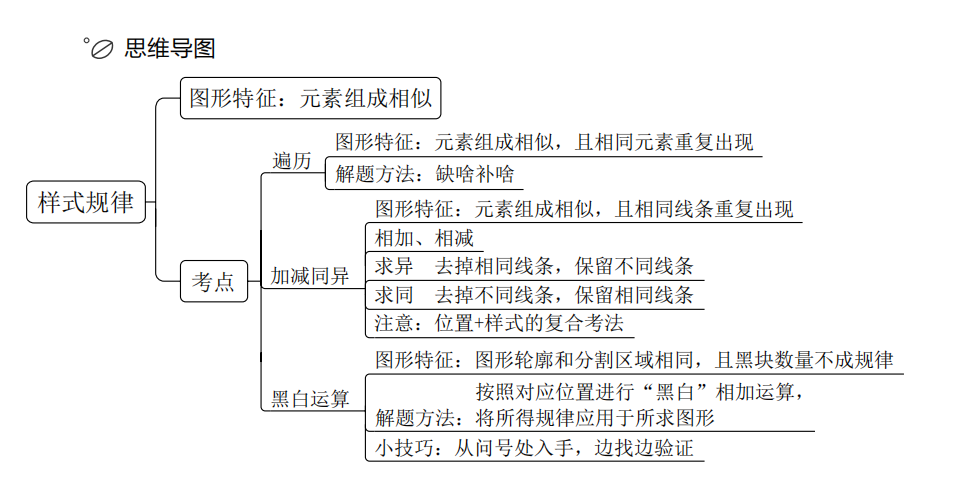 思维导图
图形特征：元素组成相似
样式规律
考点
遍历
图形特征：元素组成相似，且相同元素重复出现
解题方法：缺啥补啥
加减同异
图形特征：元素组成相似，且相同线条重复出现
相加、相减
求异 去掉相同线条，保留不同线条
求同 去掉不同线条，保留相同线条
注意：位置+样式的复合考法
黑白运算
图形特征：图形轮廓和分割区域相同，且黑块数量不成规律
按照对应位置进行“黑白”相加运算，
解题方法：将所得规律应用于所求图形
小技巧：从问号处入手，边找边验证